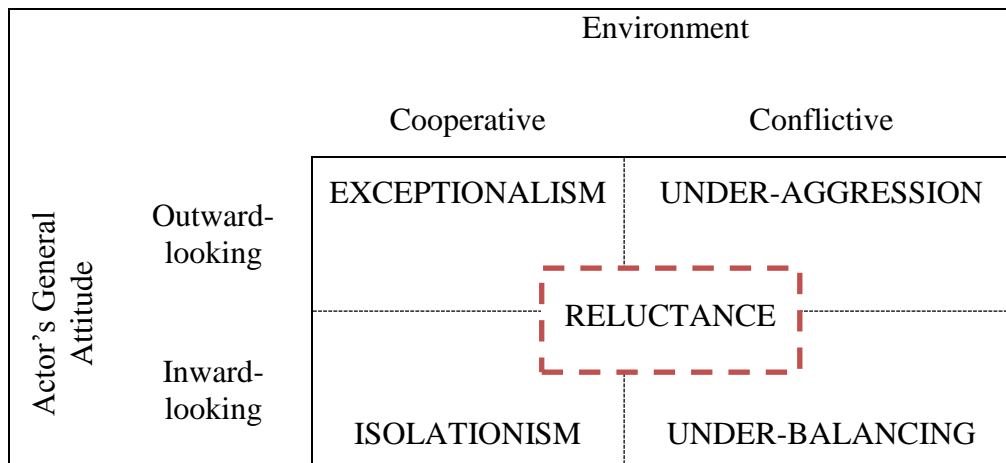 Environment
Cooperative Conflictive
EXCEPTIONALISM UNDER-AGGRESSION
Outward-
looking
Actor’s General
Attitude
RELUCTANCE
Inward-
looking
ISOLATIONISM UNDER-BALANCING